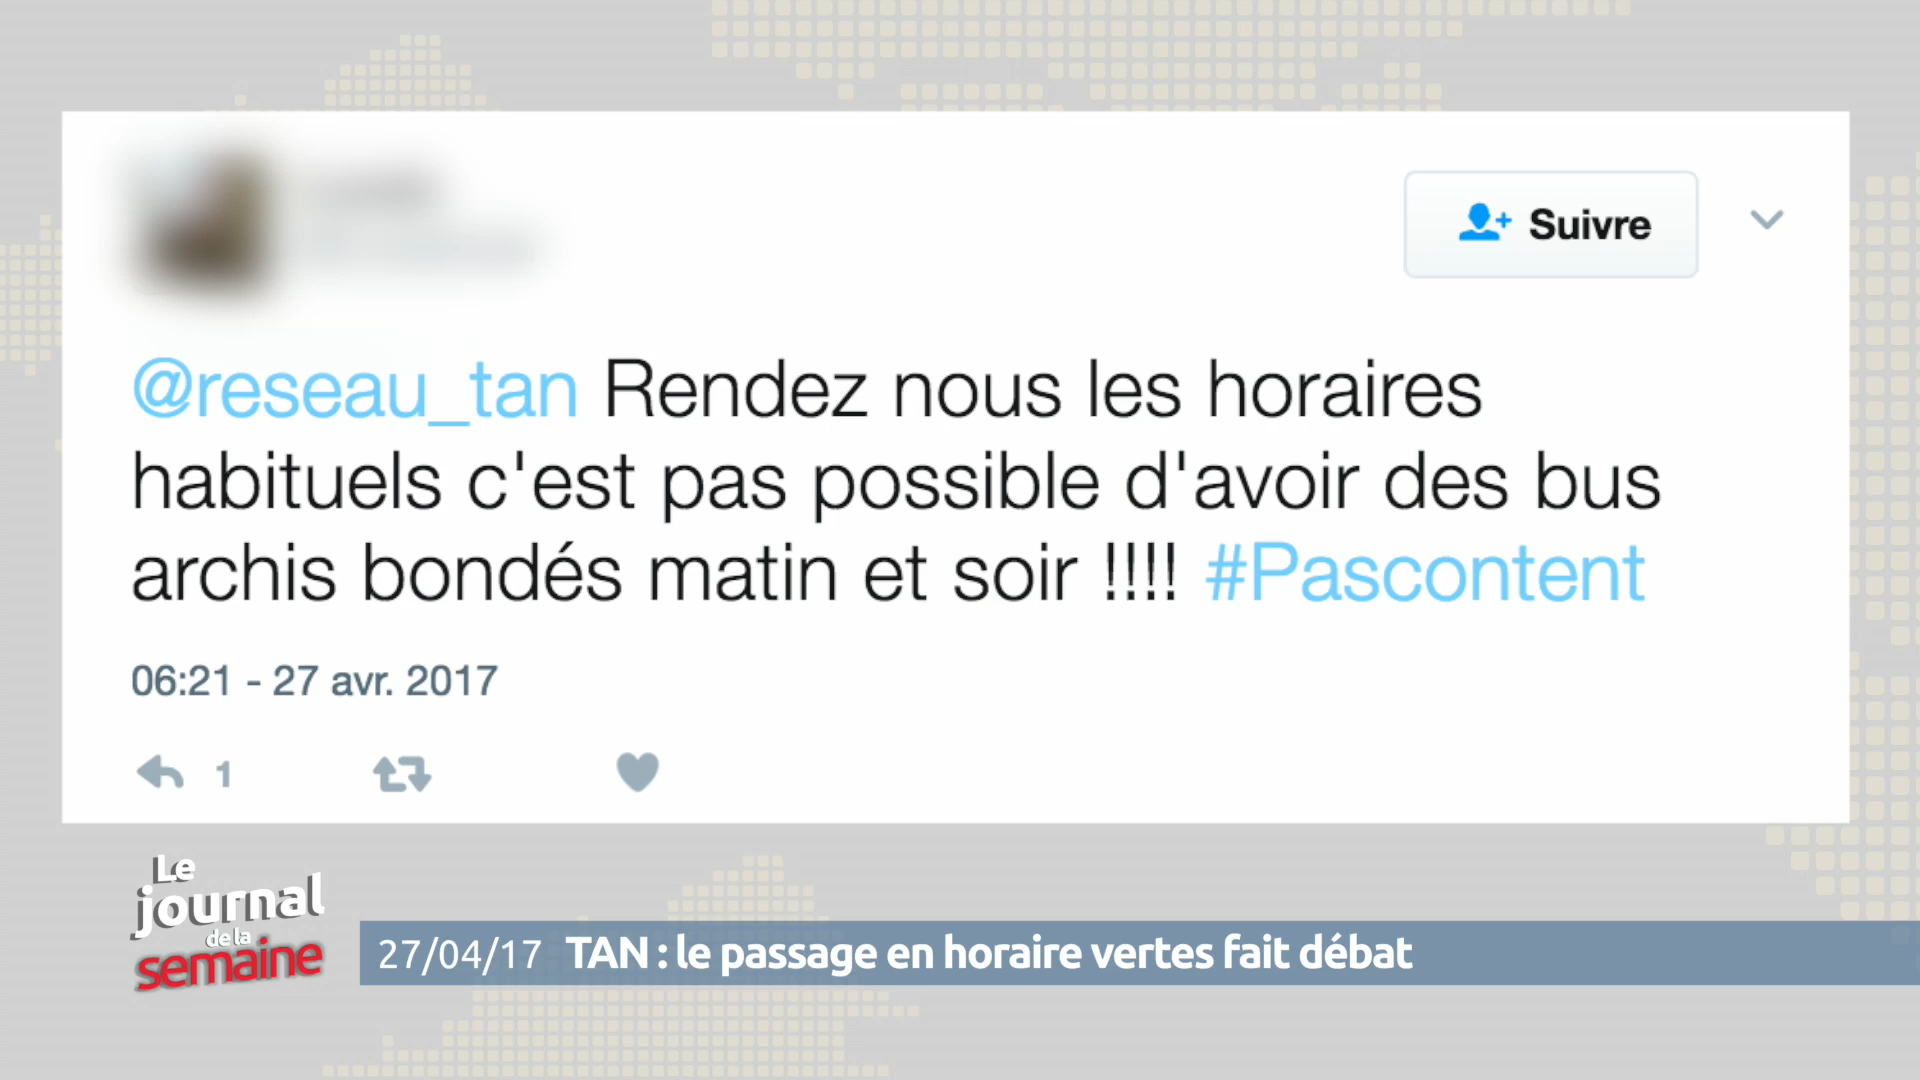 Suivre
@reseau_tan Rendez nous les horaires
habituels c'est pas possible d'avoir des bus
archis bondés matin et soir !!!! #Pascontent
06:21 - 27 avr. 2017
1
Le
journal
de la
semaine
27/04/17 TAN : le passage en horaire vertes fait débat